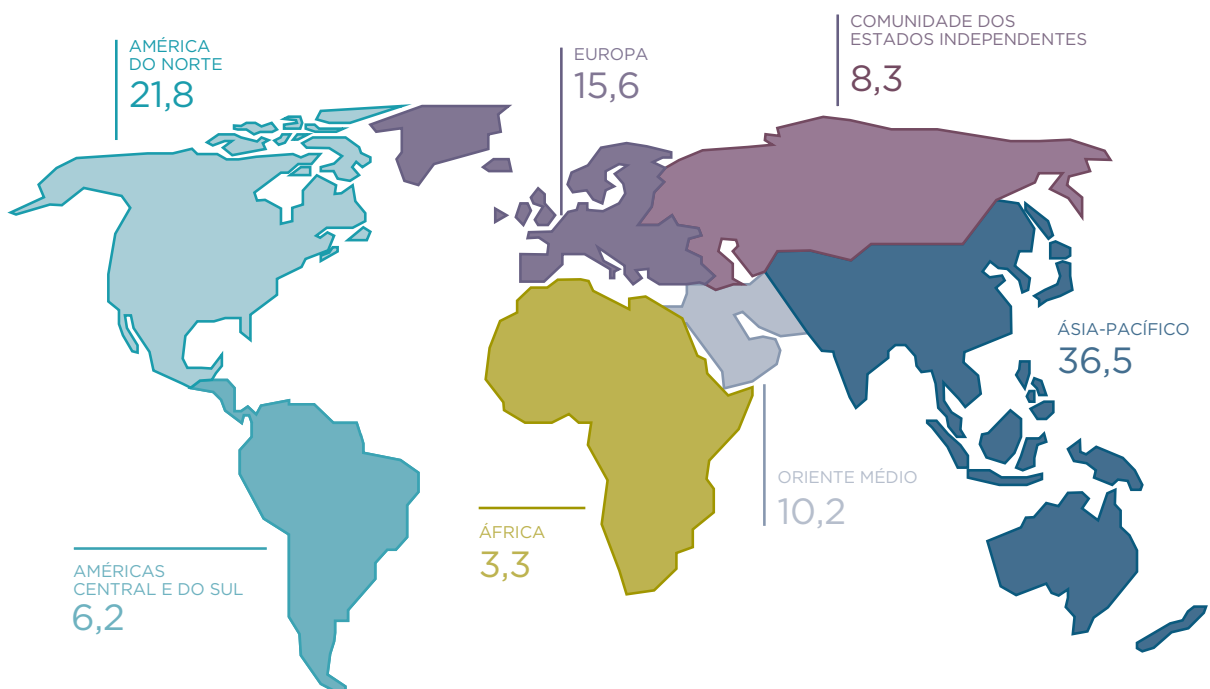 AMÉRICA
DO NORTE
21,8
EUROPA
15,6
COMUNIDADE DOS
ESTADOS INDEPENDENTES
8,3
ÁSIA-PACÍFICO
36,5
ORIENTE MÉDIO
10,2
ÁFRICA
3,3
AMÉRICAS
CENTRAL E DO SUL
6,2